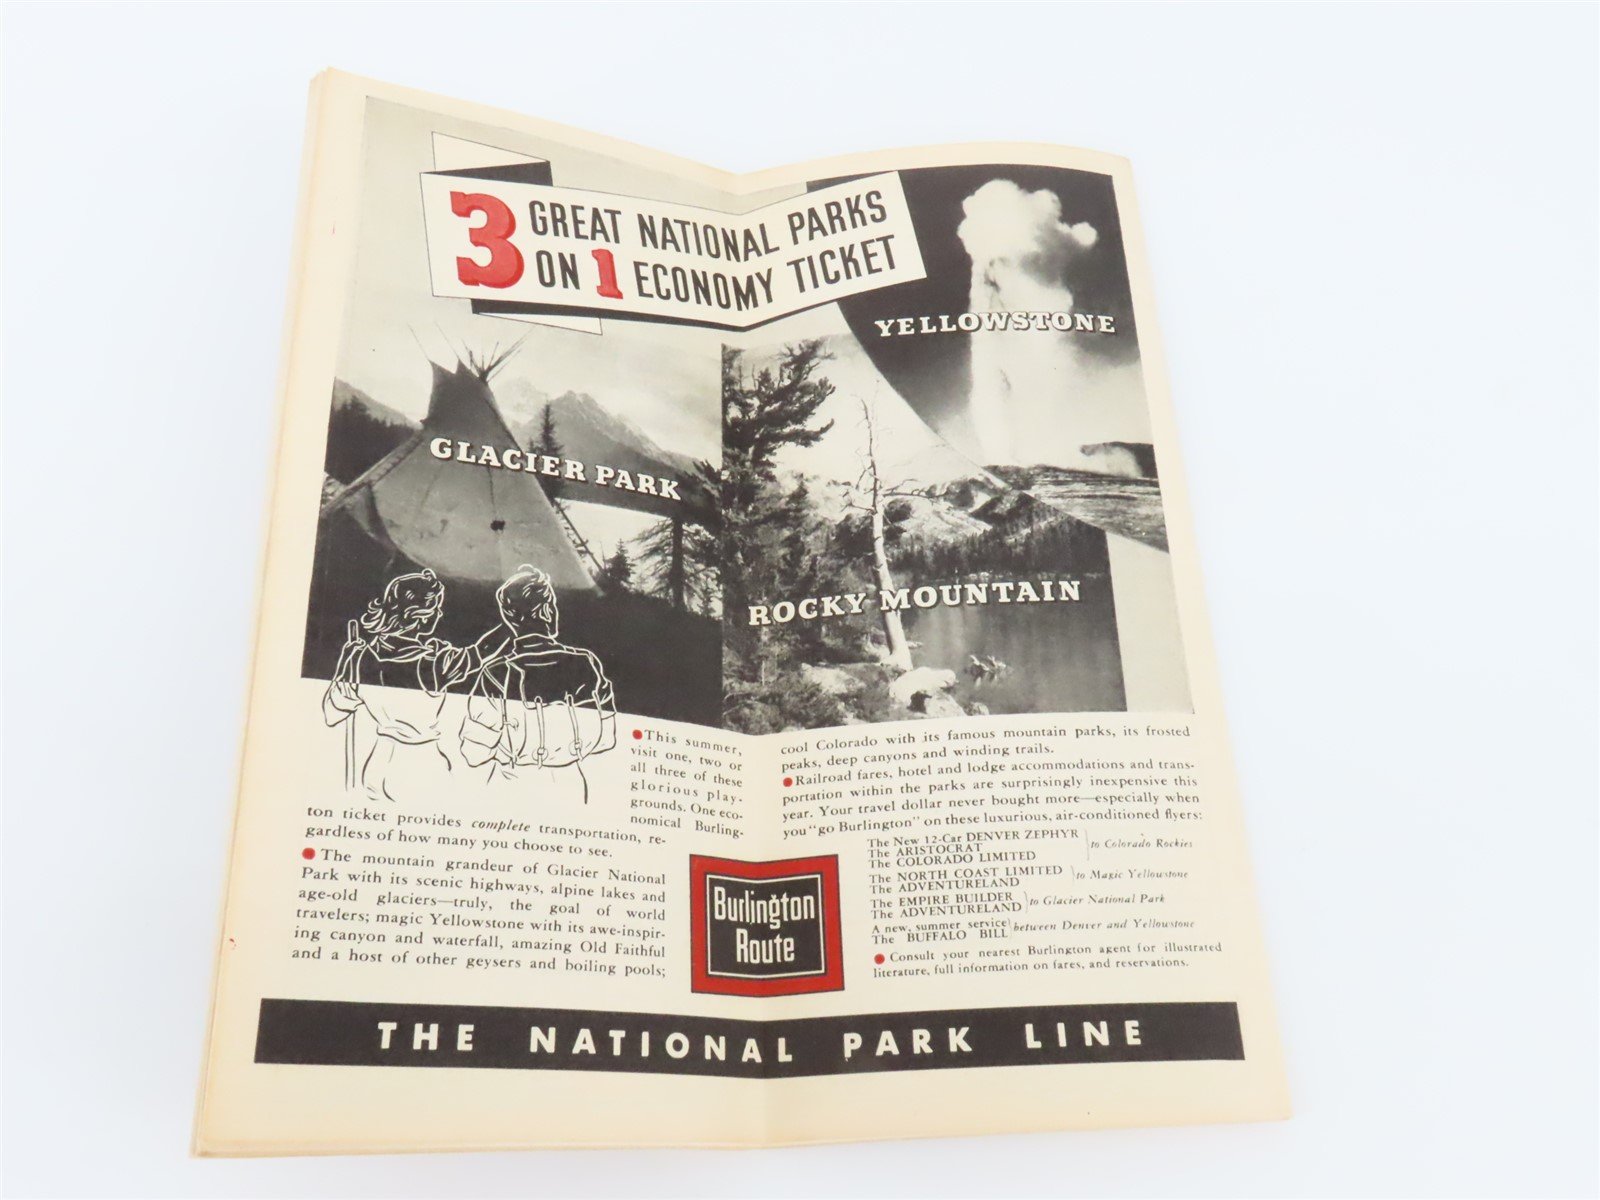 3 GREAT NATIONAL PARKS
ON 1 ECONOMY TICKET
YELLOWSTONE
GLACIER PARK
ROCKY MOUNTAIN
This summer,
visit one, two or
all three of these
glorious play-
grounds. One eco-
nomical Burling-
ton ticket provides complete transportation, re-
gardless of how many you choose to see.
The mountain grandeur of Glacier National
Park with its scenic highways, alpine lakes and
age-old glaciers—truly, the goal of world
travelers; magic Yellowstone with its awe-inspir-
ing canyon and waterfall, amazing Old Faithful
and a host of other geysers and boiling pools;
cool Colorado with its famous mountain parks, its frosted
peaks, deep canyons and winding trails.
Railroad fares, hotel and lodge accommodations and trans-
portation within the parks are surprisingly inexpensive this
year. Your travel dollar never bought more—especially when
you "go Burlington" on these luxurious, air-conditioned flyers:
The New 12-Car DENVER ZEPHYR
The ARISTOCRAT
The COLORADO LIMITED
to Colorado Rockies
The NORTH COAST LIMITED
The ADVENTURELAND
to Magic Yellowstone
The EMPIRE BUILDER
The ADVENTURELAND
to Glacier National Park
A new, summer service
The BUFFALO BILL
between Denver and Yellowstone
Consult your nearest Burlington agent for illustrated
literature, full information on fares, and reservations.
Burlington
Route
THE NATIONAL PARK LINE